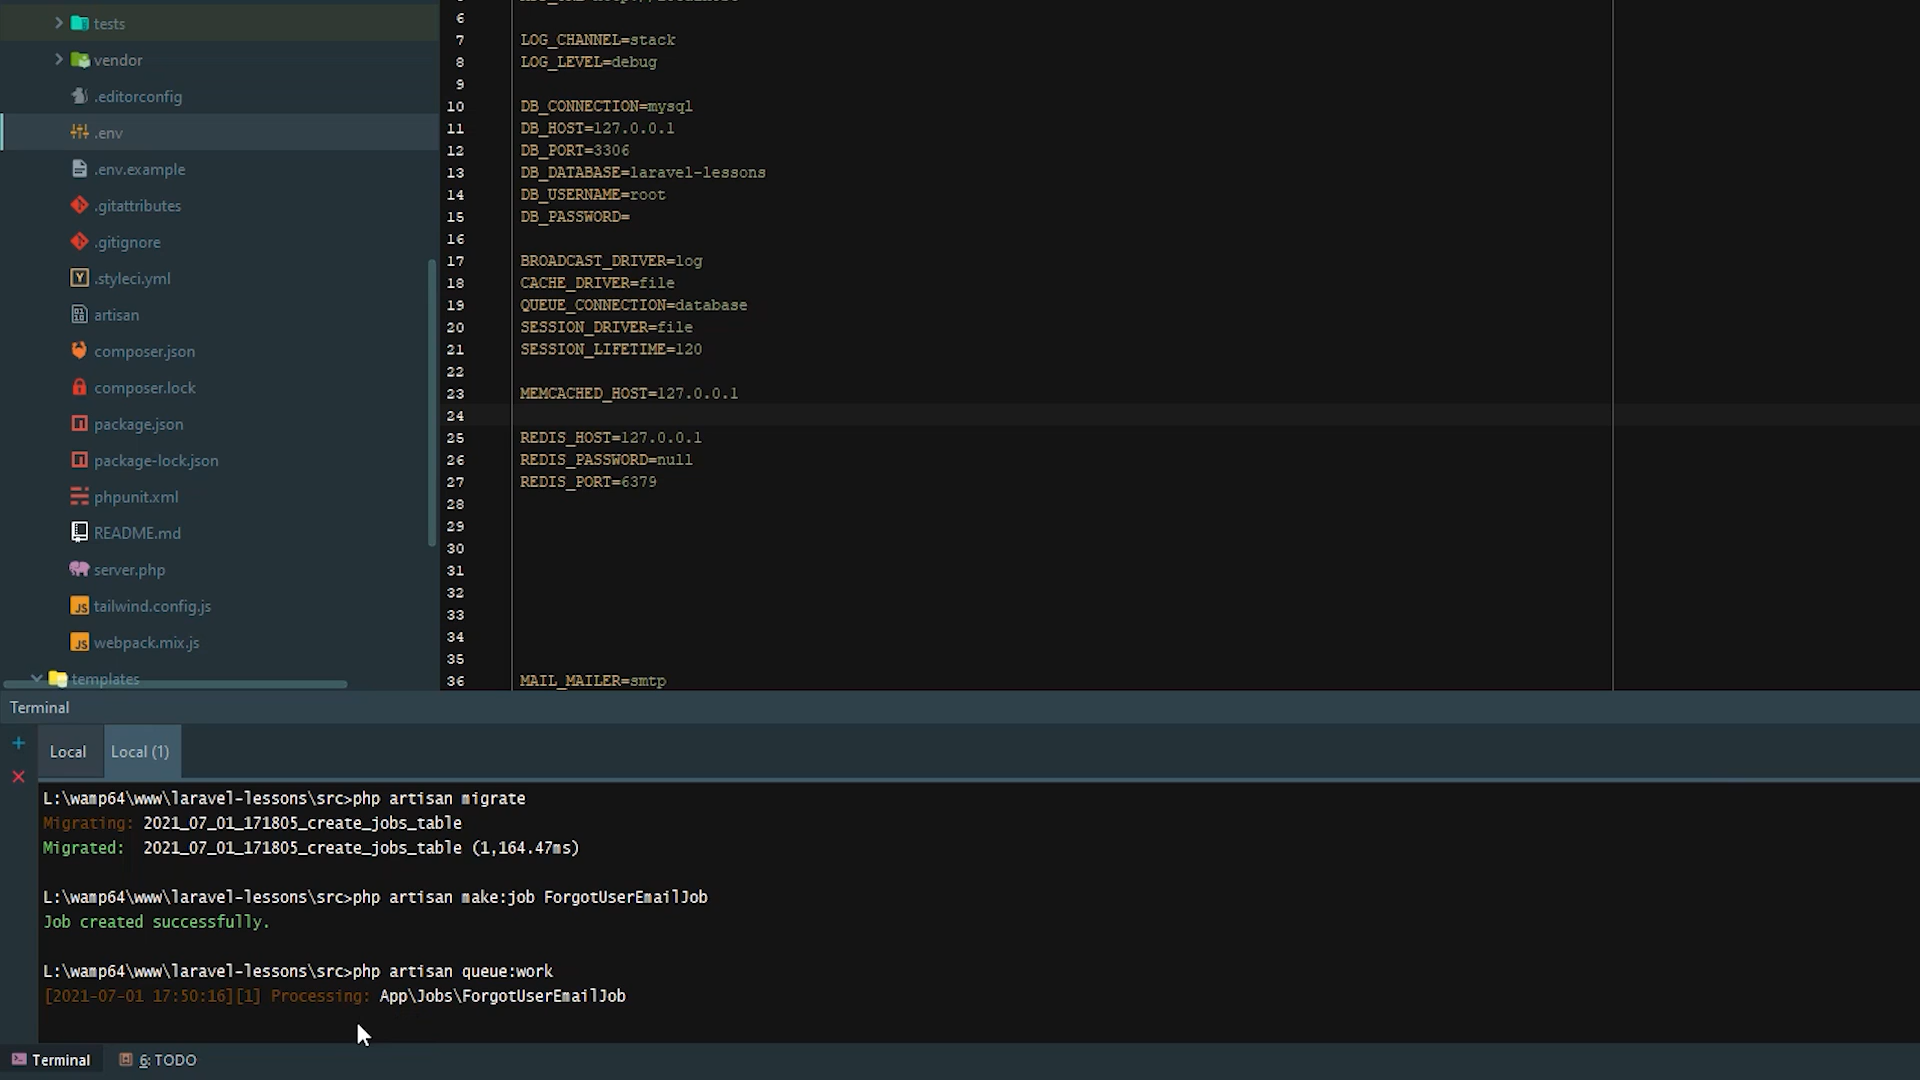 tests
vendor
.editorconfig
.env
.env.example
.gitattributes
.gitignore
.styleci.yml
artisan
composer.json
composer.lock
package.json
package-lock.json
phpunit.xml
README.md
server.php
tailwind.config.js
webpack.mix.js
templates
6
7 LOG_CHANNEL=stack
8 LOG_LEVEL=debug
9
10 DB_CONNECTION=mysql
11 DB_HOST=127.0.0.1
12 DB_PORT=3306
13 DB_DATABASE=laravel-lessons
14 DB_USERNAME=root
15 DB_PASSWORD=
16
17 BROADCAST_DRIVER=log
18 CACHE_DRIVER=file
19 QUEUE_CONNECTION=database
20 SESSION_DRIVER=file
21 SESSION_LIFETIME=120
22
23 MEMCACHED_HOST=127.0.0.1
24
25 REDIS_HOST=127.0.0.1
26 REDIS_PASSWORD=null
27 REDIS_PORT=6379
28
29
30
31
32
33
34
35
36 MAIL_MAILER=smtp
Terminal
Local Local (1)
L:\wamp64\www\laravel-lessons\src>php artisan migrate
Migrating: 2021_07_01_171805_create_jobs_table
Migrated: 2021_07_01_171805_create_jobs_table (1,164.47ms)
L:\wamp64\www\laravel-lessons\src>php artisan make:job ForgotUserEmailJob
Job created successfully.
L:\wamp64\www\laravel-lessons\src>php artisan queue:work
[2021-07-01 17:50:16][1] Processing: App\Jobs\ForgotUserEmailJob
Terminal 6: TODO